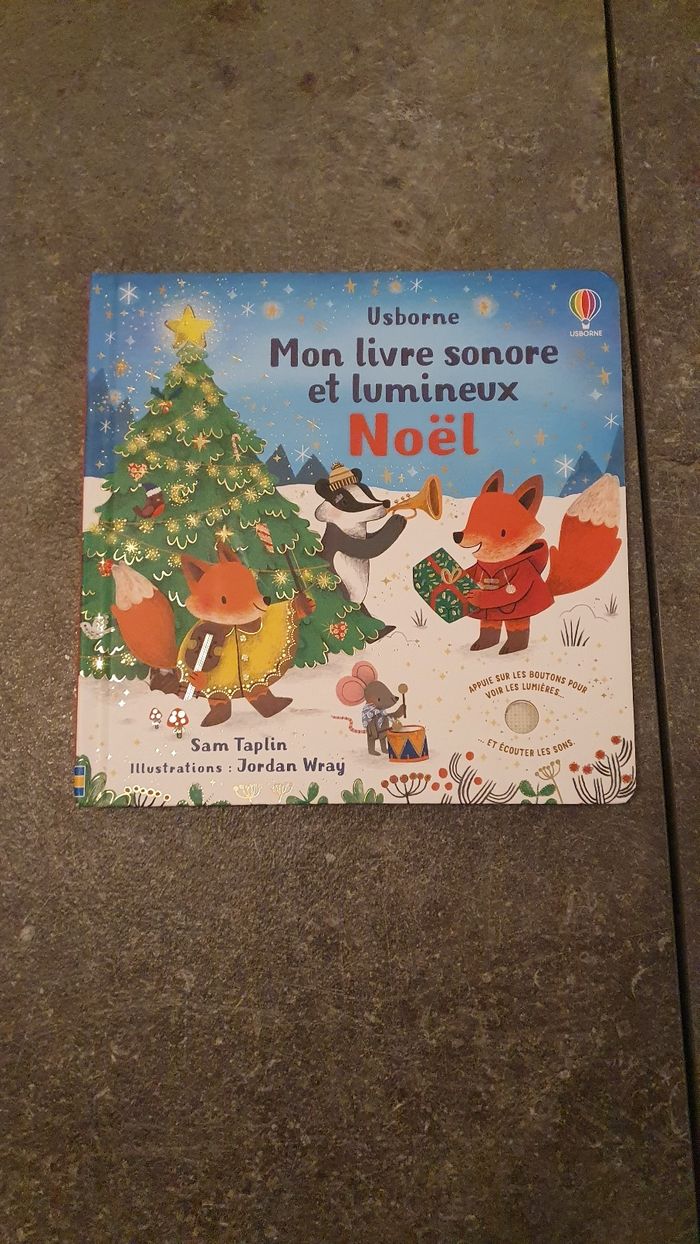 Usborne
Mon livre sonore
et lumineux
Noël
USBORNE
APPUIE SUR LES BOUTONS POUR
VOIR LES LUMIÈRES...
... ET ÉCOUTER LES SONS.
Sam Taplin
Illustrations : Jordan Wray